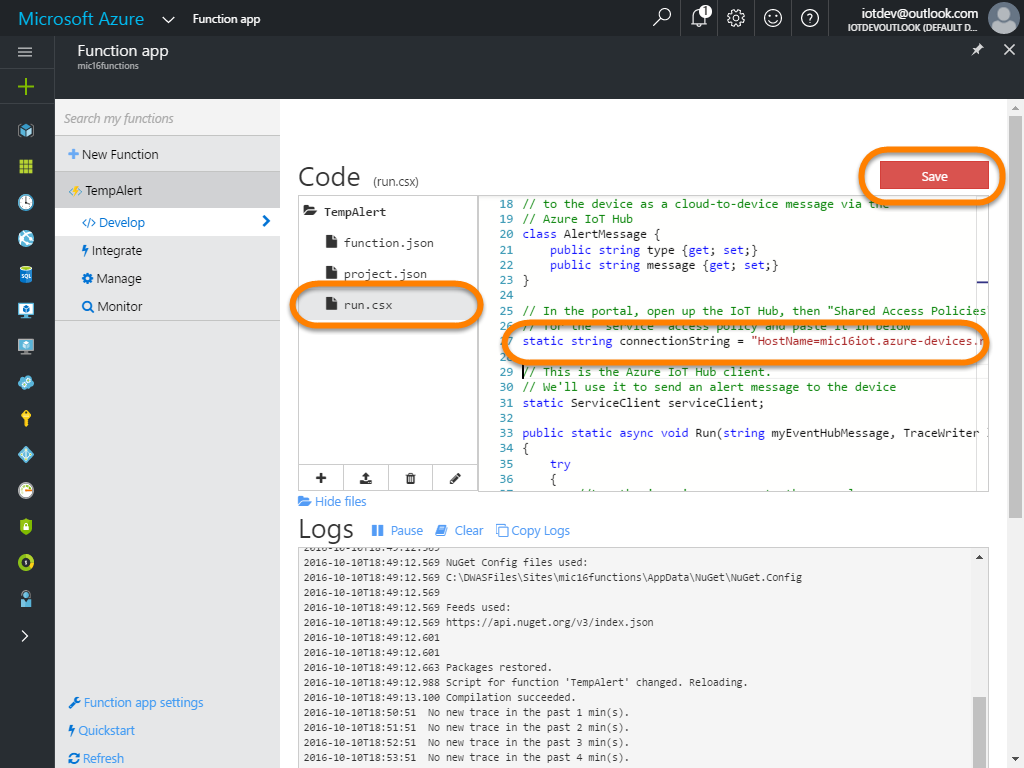 Microsoft Azure Function app 1 iotdev@outlook.com
IOTDEVOUTLOOK (DEFAULT D...
Function app
mic16functions
Search my functions
New Function
TempAlert
</> Develop
Integrate
Manage
Monitor
Function app settings
Quickstart
Refresh
Code (run.csx)
Save
TempAlert
function.json
project.json
run.csx
18 // to the device as a cloud-to-device message via the
19 // Azure IoT Hub
20 class AlertMessage {
21 public string type {get; set;}
22 public string message {get; set;}
23 }
24
25 // In the portal, open up the IoT Hub, then "Shared Access Policies
26 // for the "service" access policy and paste it in below
27 static string connectionString = "HostName=mic16iot.azure-devices.
28
29 // This is the Azure IoT Hub client.
30 // We'll use it to send an alert message to the device
31 static ServiceClient serviceClient;
32
33 public static async void Run(string myEventHubMessage, TraceWriter
34 {
35 try
36 {
Hide files
Logs Pause Clear Copy Logs
2016-10-10T18:49:12.569
2016-10-10T18:49:12.569 NuGet Config files used:
2016-10-10T18:49:12.569 C:\DWASFiles\Sites\mic16functions\AppData\NuGet\NuGet.Config
2016-10-10T18:49:12.569
2016-10-10T18:49:12.569 Feeds used:
2016-10-10T18:49:12.569 https://api.nuget.org/v3/index.json
2016-10-10T18:49:12.601
2016-10-10T18:49:12.601
2016-10-10T18:49:12.663 Packages restored.
2016-10-10T18:49:12.988 Script for function 'TempAlert' changed. Reloading.
2016-10-10T18:49:13.100 Compilation succeeded.
2016-10-10T18:50:51 No new trace in the past 1 min(s).
2016-10-10T18:51:51 No new trace in the past 2 min(s).
2016-10-10T18:52:51 No new trace in the past 3 min(s).
2016-10-10T18:53:51 No new trace in the past 4 min(s).